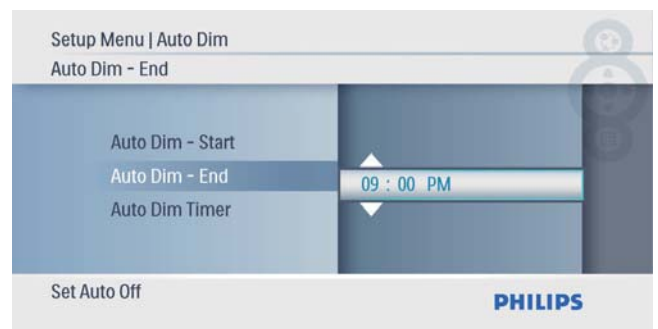 Setup Menu | Auto Dim
Auto Dim - End
Auto Dim - Start
Auto Dim - End
09 : 00 PM
Auto Dim Timer
Set Auto Off
PHILIPS